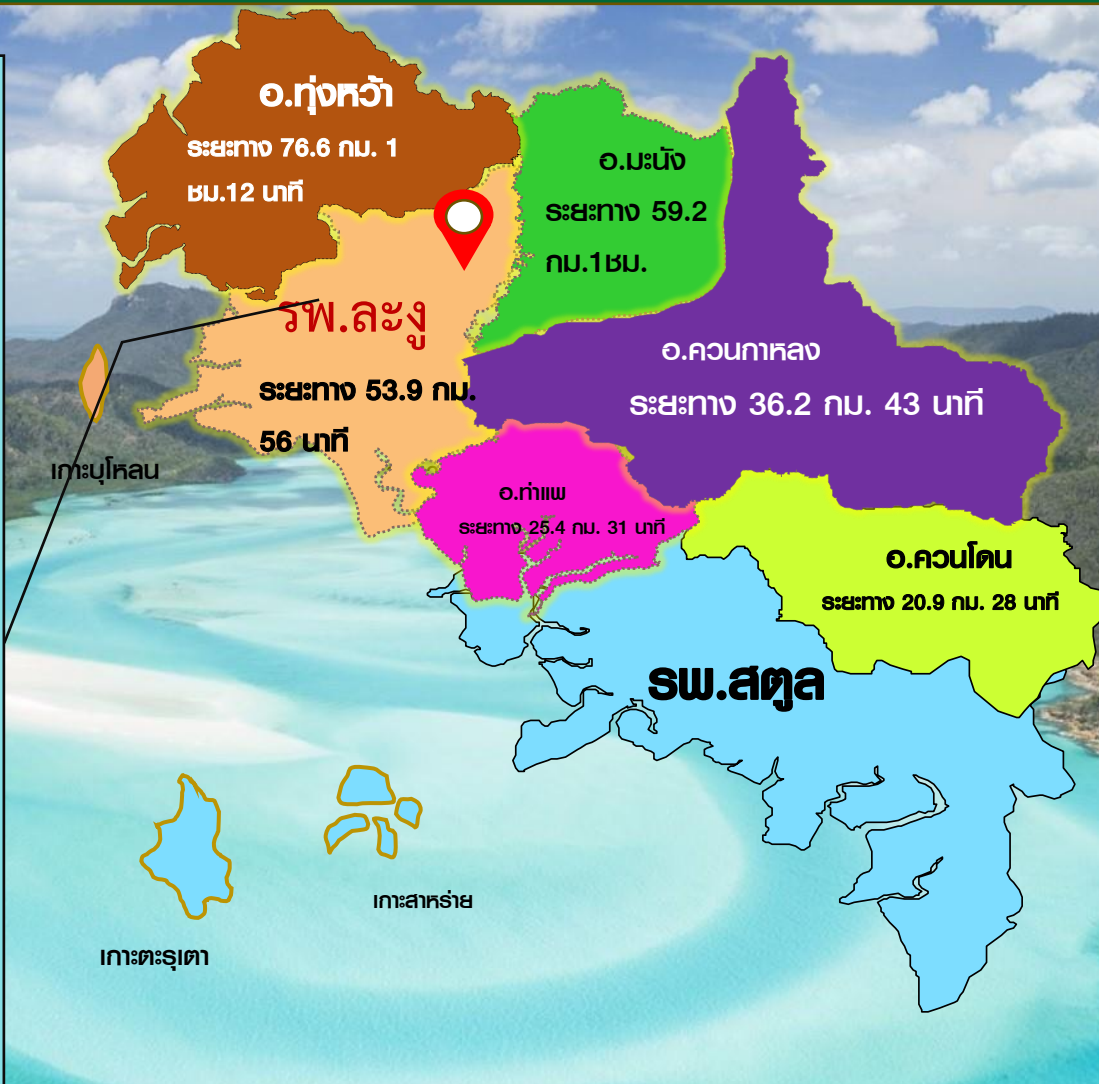 อ.ทุ่งหว้า
ระยะทาง 76.6 กม. 1
ชม.12 นาที
อ.มะนัง
ระยะทาง 59.2
กม.1ชม.
รพ.ละงู
ระยะทาง 53.9 กม.
56 นาที
อ.ควนกาหลง
ระยะทาง 36.2 กม. 43 นาที
เกาะบุโหลน
อ.ท่าแพ
ระยะทาง 25.4 กม. 31 นาที
อ.ควนโดน
ระยะทาง 20.9 กม. 28 นาที
รพ.สตูล
เกาะสาหร่าย
เกาะตะรุเตา